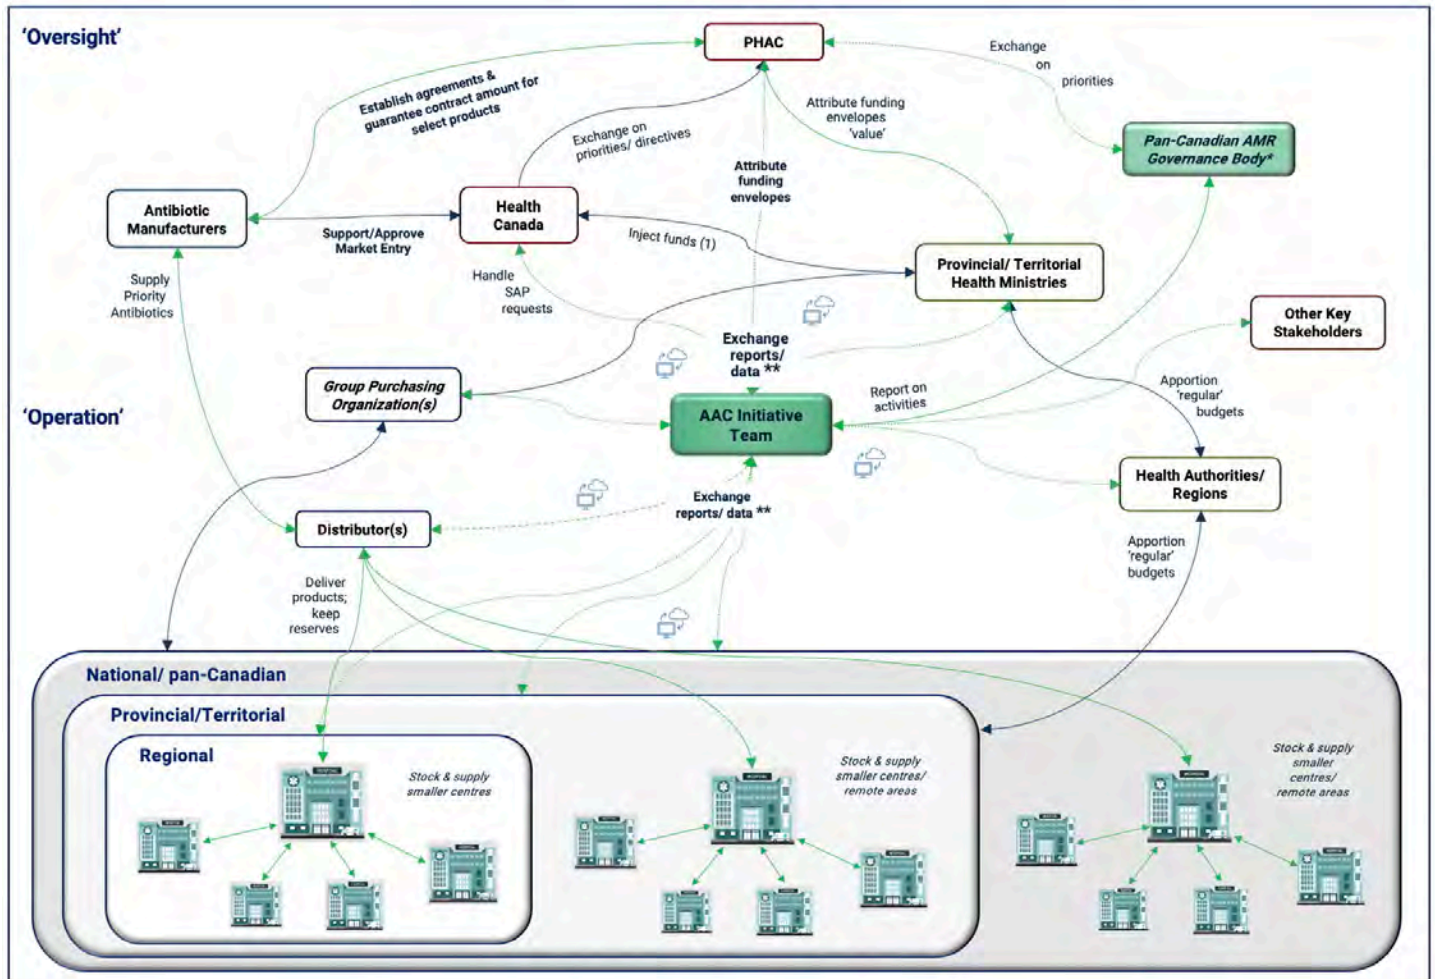 'Oversight'
PHAC
Exchange
on
priorities
Establish agreements &
guarantee contract amount for
select products
Exchange on
priorities/ directives
Attribute funding
envelopes
'value'
Pan-Canadian AMR
Governance Body*
Attribute
funding
envelopes
Antibiotic
Manufacturers
Support/Approve
Market Entry
Health
Canada
Inject funds (1)
Provincial/ Territorial
Health Ministries
Supply
Priority
Antibiotics
Handle
SAP
requests
Other Key
Stakeholders
Exchange
reports/
data **
Group Purchasing
Organization(s)
'Operation'
AAC Initiative
Team
Report on
activities
Apportion
'regular'
budgets
Health Authorities/
Regions
Exchange
reports/ data **
Distributor(s)
Apportion
'regular'
budgets
Deliver
products;
keep
reserves
National/ pan-Canadian
Provincial/Territorial
Regional
Stock & supply
smaller centres
Stock & supply
smaller centres/
remote areas
Stock & supply
smaller
centres/
remote areas
HOSPITAL
HOSPITAL
HOSPITAL